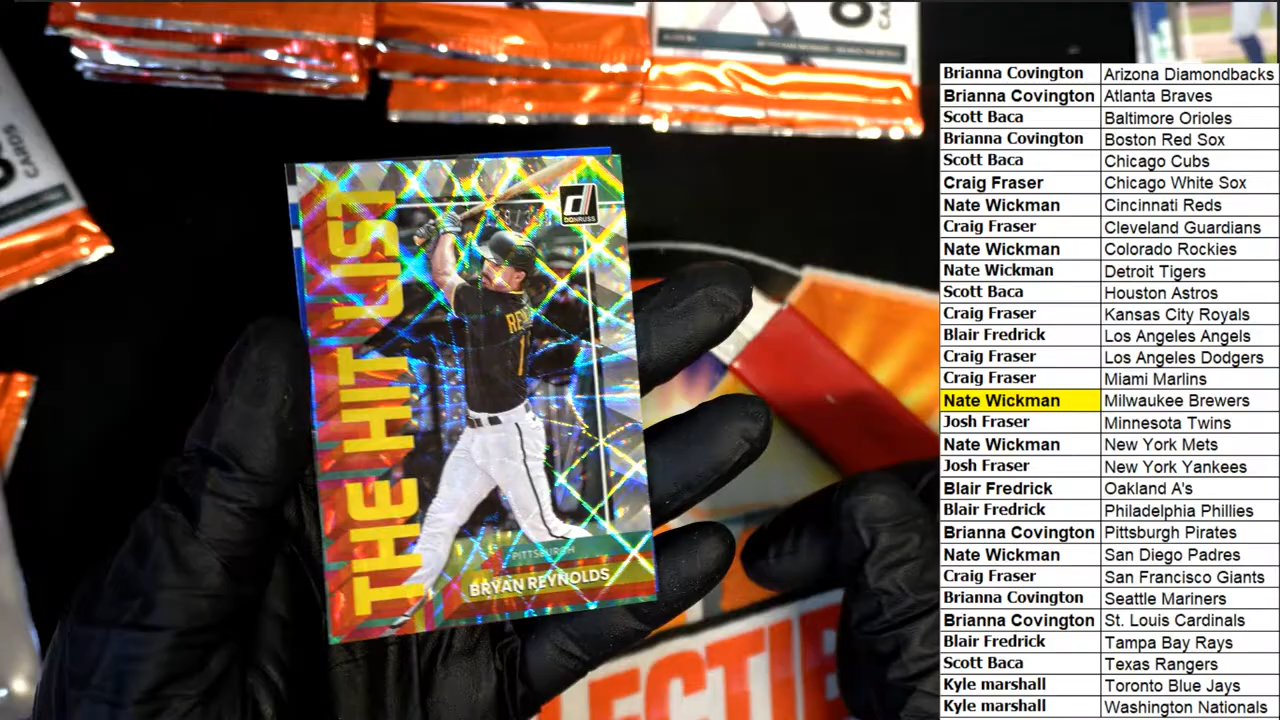 CARDS
CARDS
THE HIT LIST
DONRUSS
PITTSBURGH
BRYAN REYNOLDS
Brianna Covington Arizona Diamondbacks
Brianna Covington Atlanta Braves
Scott Baca Baltimore Orioles
Brianna Covington Boston Red Sox
Scott Baca Chicago Cubs
Craig Fraser Chicago White Sox
Nate Wickman Cincinnati Reds
Craig Fraser Cleveland Guardians
Nate Wickman Colorado Rockies
Nate Wickman Detroit Tigers
Scott Baca Houston Astros
Craig Fraser Kansas City Royals
Blair Fredrick Los Angeles Angels
Craig Fraser Los Angeles Dodgers
Craig Fraser Miami Marlins
Nate Wickman Milwaukee Brewers
Josh Fraser Minnesota Twins
Nate Wickman New York Mets
Josh Fraser New York Yankees
Blair Fredrick Oakland A's
Blair Fredrick Philadelphia Phillies
Brianna Covington Pittsburgh Pirates
Nate Wickman San Diego Padres
Craig Fraser San Francisco Giants
Brianna Covington Seattle Mariners
Brianna Covington St. Louis Cardinals
Blair Fredrick Tampa Bay Rays
Scott Baca Texas Rangers
Kyle marshall Toronto Blue Jays
Kyle marshall Washington Nationals